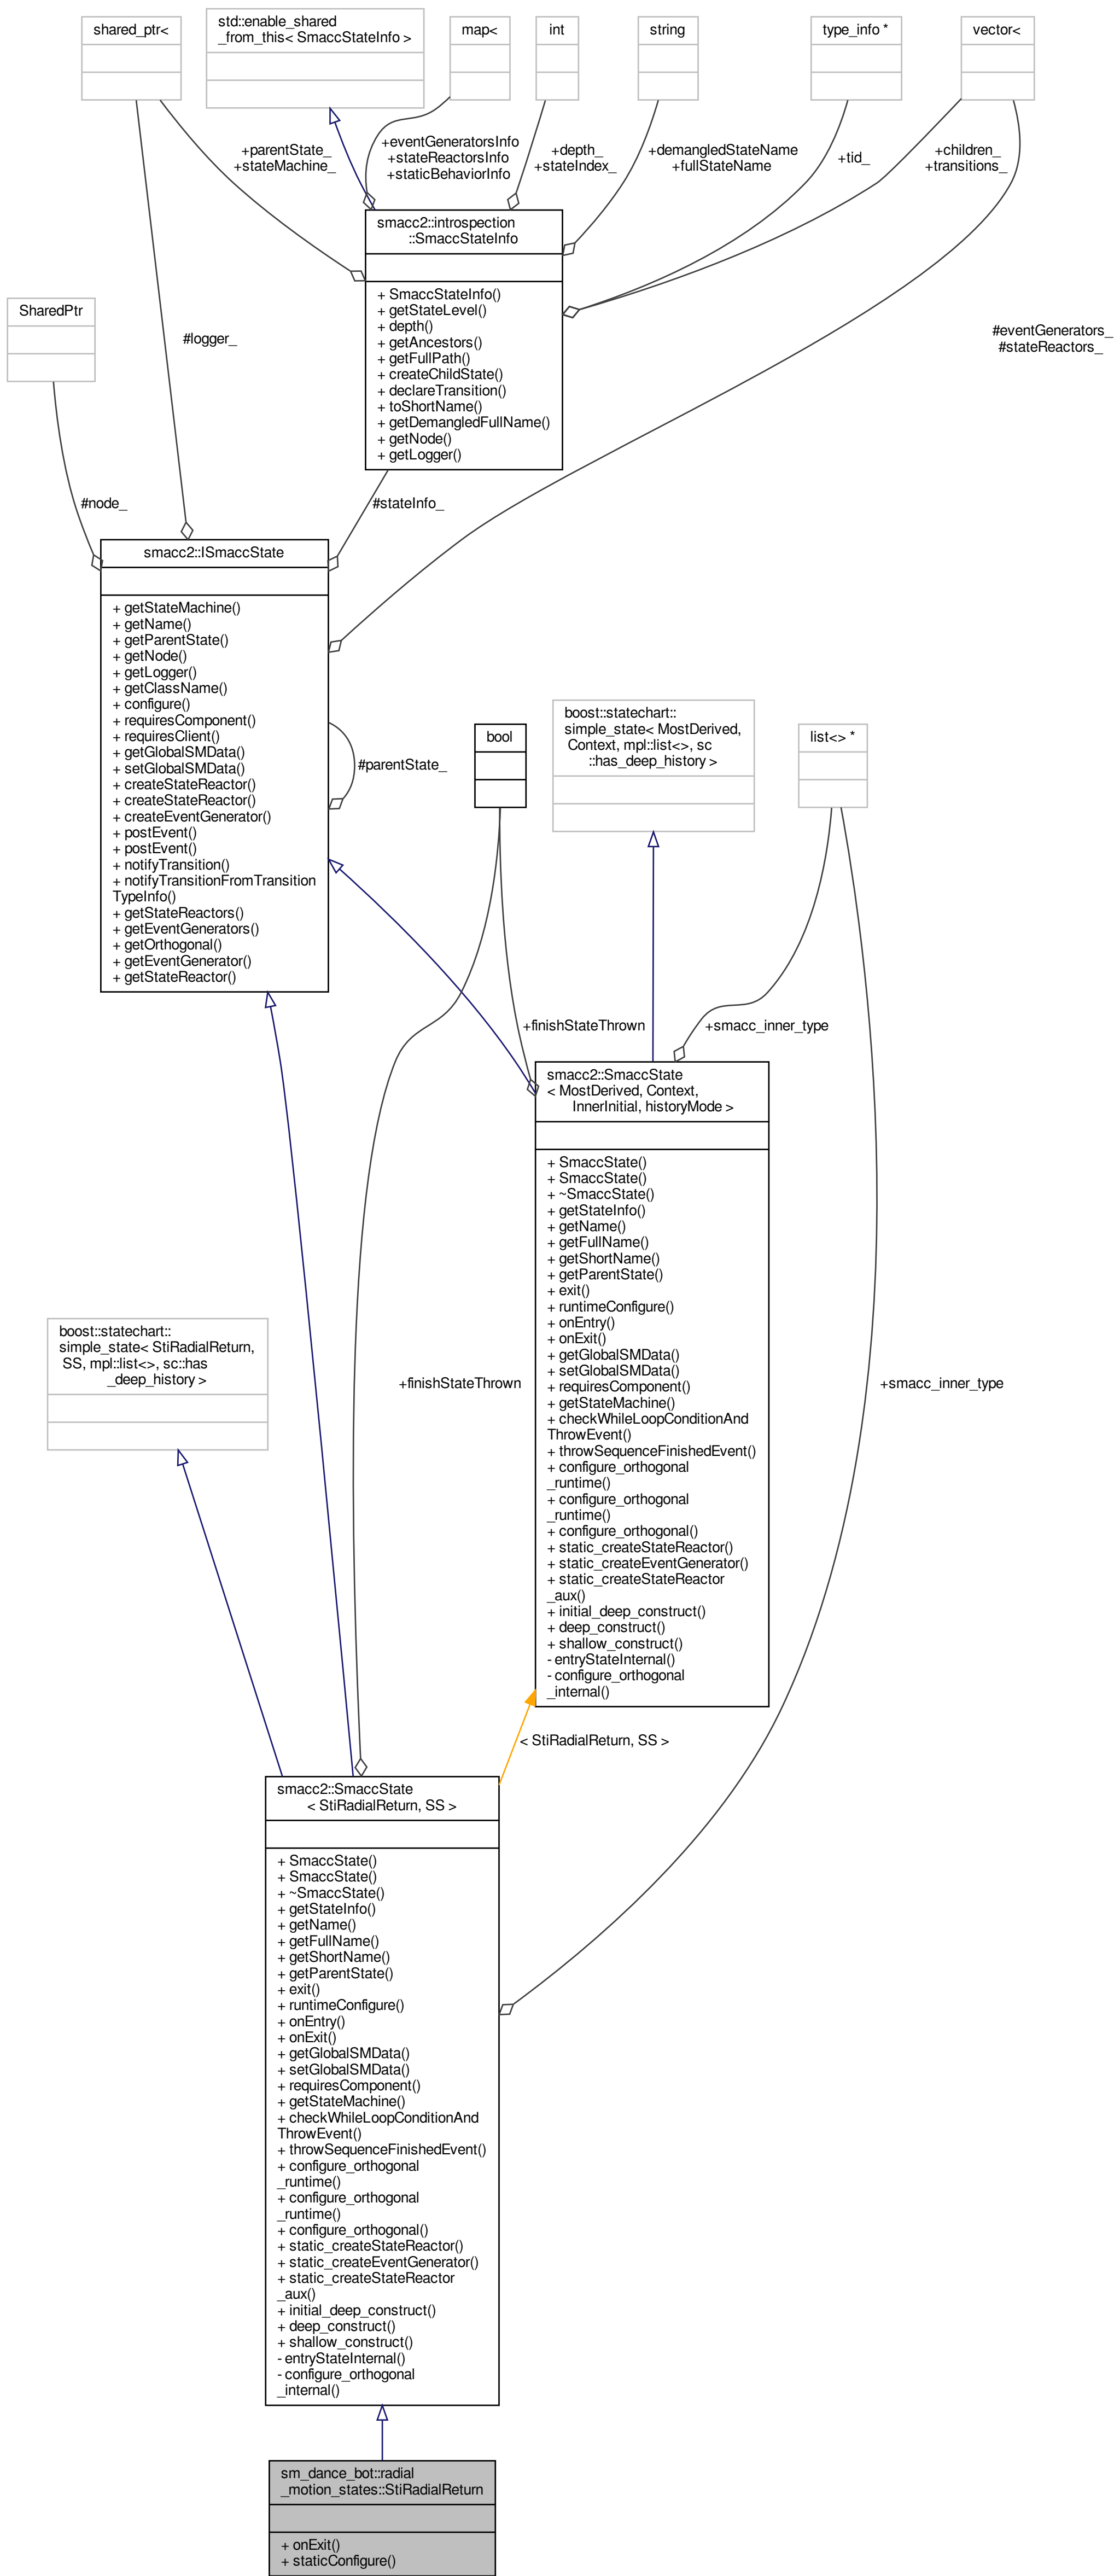 shared_ptr<
std::enable_shared
_from_this< SmaccStateInfo >
map<
int
string
type_info *
vector<
+parentState_
+stateMachine_
+eventGeneratorsInfo
+stateReactorsInfo
+staticBehaviorInfo
+depth_
+stateIndex_
+demangledStateName
+fullStateName
+tid_
+children_
+transitions_
smacc2::introspection
::SmaccStateInfo
+ SmaccStateInfo()
+ getStateLevel()
+ depth()
+ getAncestors()
+ getFullPath()
+ createChildState()
+ declareTransition()
+ toShortName()
+ getDemangledFullName()
+ getNode()
+ getLogger()
SharedPtr
#logger_
#eventGenerators_
#stateReactors_
#node_
#stateInfo_
smacc2::ISmaccState
+ getStateMachine()
+ getName()
+ getParentState()
+ getNode()
+ getLogger()
+ getClassName()
+ configure()
+ requiresComponent()
+ requiresClient()
+ getGlobalSMData()
+ setGlobalSMData()
+ createStateReactor()
+ createStateReactor()
+ createEventGenerator()
+ postEvent()
+ postEvent()
+ notifyTransition()
+ notifyTransitionFromTransition
TypeInfo()
+ getStateReactors()
+ getEventGenerators()
+ getOrthogonal()
+ getEventGenerator()
+ getStateReactor()
#parentState_
bool
boost::statechart::
simple_state< MostDerived,
Context, mpl::list<>, sc
::has_deep_history >
list<> *
+finishStateThrown
+smacc_inner_type
smacc2::SmaccState
< MostDerived, Context,
InnerInitial, historyMode >
+ SmaccState()
+ SmaccState()
+ ~SmaccState()
+ getStateInfo()
+ getName()
+ getFullName()
+ getShortName()
+ getParentState()
+ exit()
+ runtimeConfigure()
+ onEntry()
+ onExit()
+ getGlobalSMData()
+ setGlobalSMData()
+ requiresComponent()
+ getStateMachine()
+ checkWhileLoopConditionAnd
ThrowEvent()
+ throwSequenceFinishedEvent()
+ configure_orthogonal
_runtime()
+ configure_orthogonal
_runtime()
+ configure_orthogonal()
+ static_createStateReactor()
+ static_createEventGenerator()
+ static_createStateReactor
_aux()
+ initial_deep_construct()
+ deep_construct()
+ shallow_construct()
- entryStateInternal()
- configure_orthogonal
_internal()
boost::statechart::
simple_state< StiRadialReturn,
SS, mpl::list<>, sc::has
_deep_history >
+finishStateThrown
+smacc_inner_type
< StiRadialReturn, SS >
smacc2::SmaccState
< StiRadialReturn, SS >
+ SmaccState()
+ SmaccState()
+ ~SmaccState()
+ getStateInfo()
+ getName()
+ getFullName()
+ getShortName()
+ getParentState()
+ exit()
+ runtimeConfigure()
+ onEntry()
+ onExit()
+ getGlobalSMData()
+ setGlobalSMData()
+ requiresComponent()
+ getStateMachine()
+ checkWhileLoopConditionAnd
ThrowEvent()
+ throwSequenceFinishedEvent()
+ configure_orthogonal
_runtime()
+ configure_orthogonal
_runtime()
+ configure_orthogonal()
+ static_createStateReactor()
+ static_createEventGenerator()
+ static_createStateReactor
_aux()
+ initial_deep_construct()
+ deep_construct()
+ shallow_construct()
- entryStateInternal()
- configure_orthogonal
_internal()
sm_dance_bot::radial
_motion_states::StiRadialReturn
+ onExit()
+ staticConfigure()